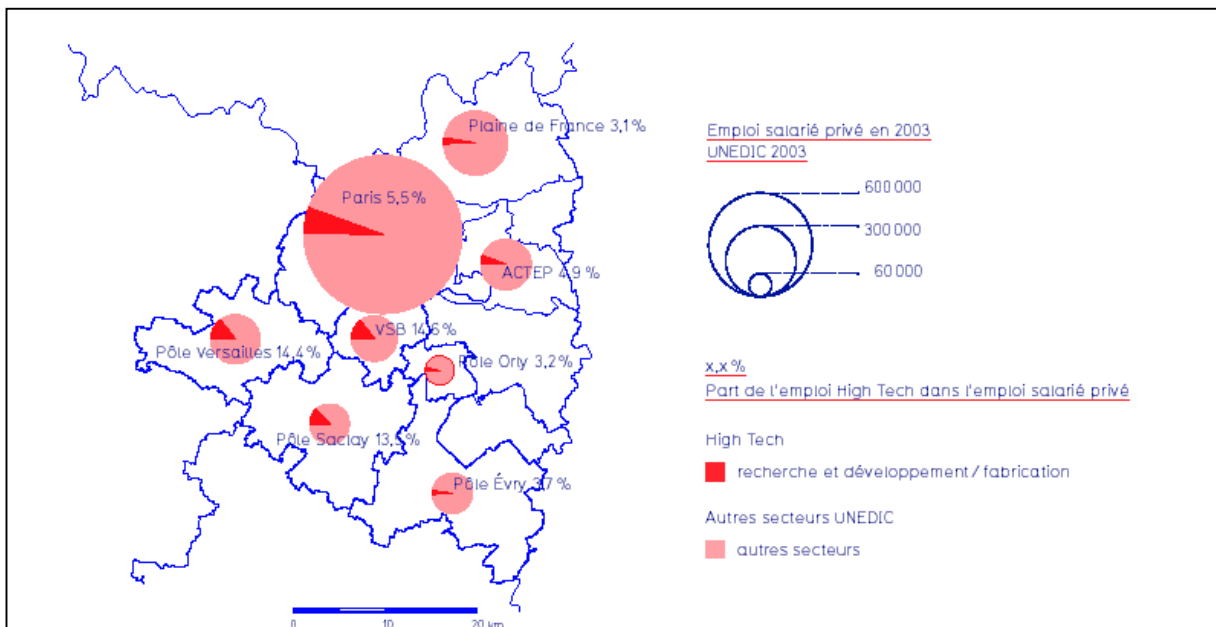 Plaine de France 3,1 %
Paris 5,5 %
ACTEP 4,9 %
VSB 14,6 %
Pôle Versailles 14,4 %
Pôle Orly 3,2 %
Pôle Saclay 13,5 %
Pôle Évry 3,7 %
0 10 20 km
Emploi salarié privé en 2003
UNEDIC 2003
600 000
300 000
60 000
x,x %
Part de l'emploi High Tech dans l'emploi salarié privé
High Tech
recherche et développement / fabrication
Autres secteurs UNEDIC
autres secteurs